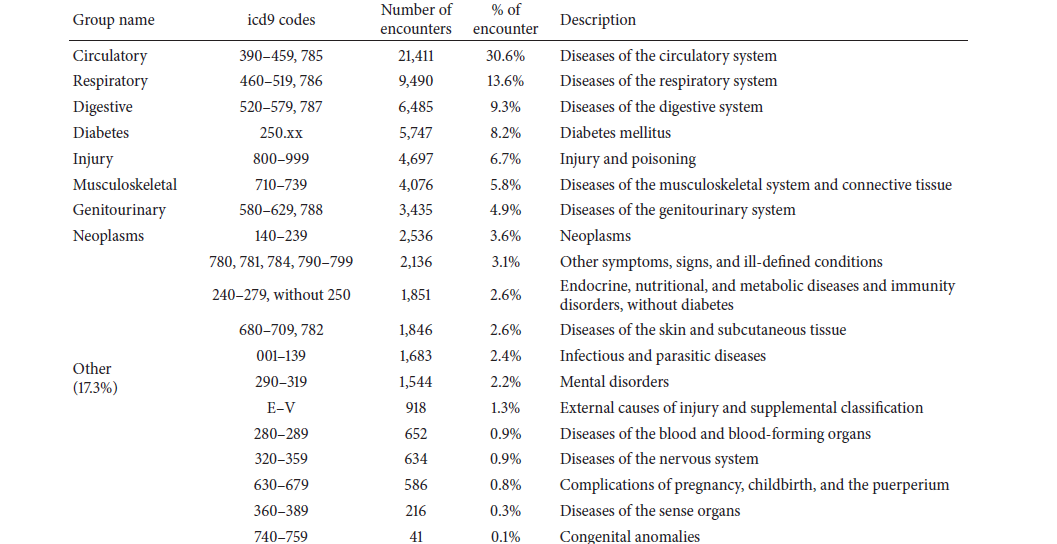 Group name icd9 codes Number of encounters % of encounter Description
Circulatory 390–459, 785 21,411 30.6% Diseases of the circulatory system
Respiratory 460–519, 786 9,490 13.6% Diseases of the respiratory system
Digestive 520–579, 787 6,485 9.3% Diseases of the digestive system
Diabetes 250.xx 5,747 8.2% Diabetes mellitus
Injury 800–999 4,697 6.7% Injury and poisoning
Musculoskeletal 710–739 4,076 5.8% Diseases of the musculoskeletal system and connective tissue
Genitourinary 580–629, 788 3,435 4.9% Diseases of the genitourinary system
Neoplasms 140–239 2,536 3.6% Neoplasms
780, 781, 784, 790–799 2,136 3.1% Other symptoms, signs, and ill-defined conditions
240–279, without 250 1,851 2.6% Endocrine, nutritional, and metabolic diseases and immunity
disorders, without diabetes
680–709, 782 1,846 2.6% Diseases of the skin and subcutaneous tissue
001–139 1,683 2.4% Infectious and parasitic diseases
Other
(17.3%)
290–319 1,544 2.2% Mental disorders
E–V 918 1.3% External causes of injury and supplemental classification
280–289 652 0.9% Diseases of the blood and blood-forming organs
320–359 634 0.9% Diseases of the nervous system
630–679 586 0.8% Complications of pregnancy, childbirth, and the puerperium
360–389 216 0.3% Diseases of the sense organs
740–759 41 0.1% Congenital anomalies